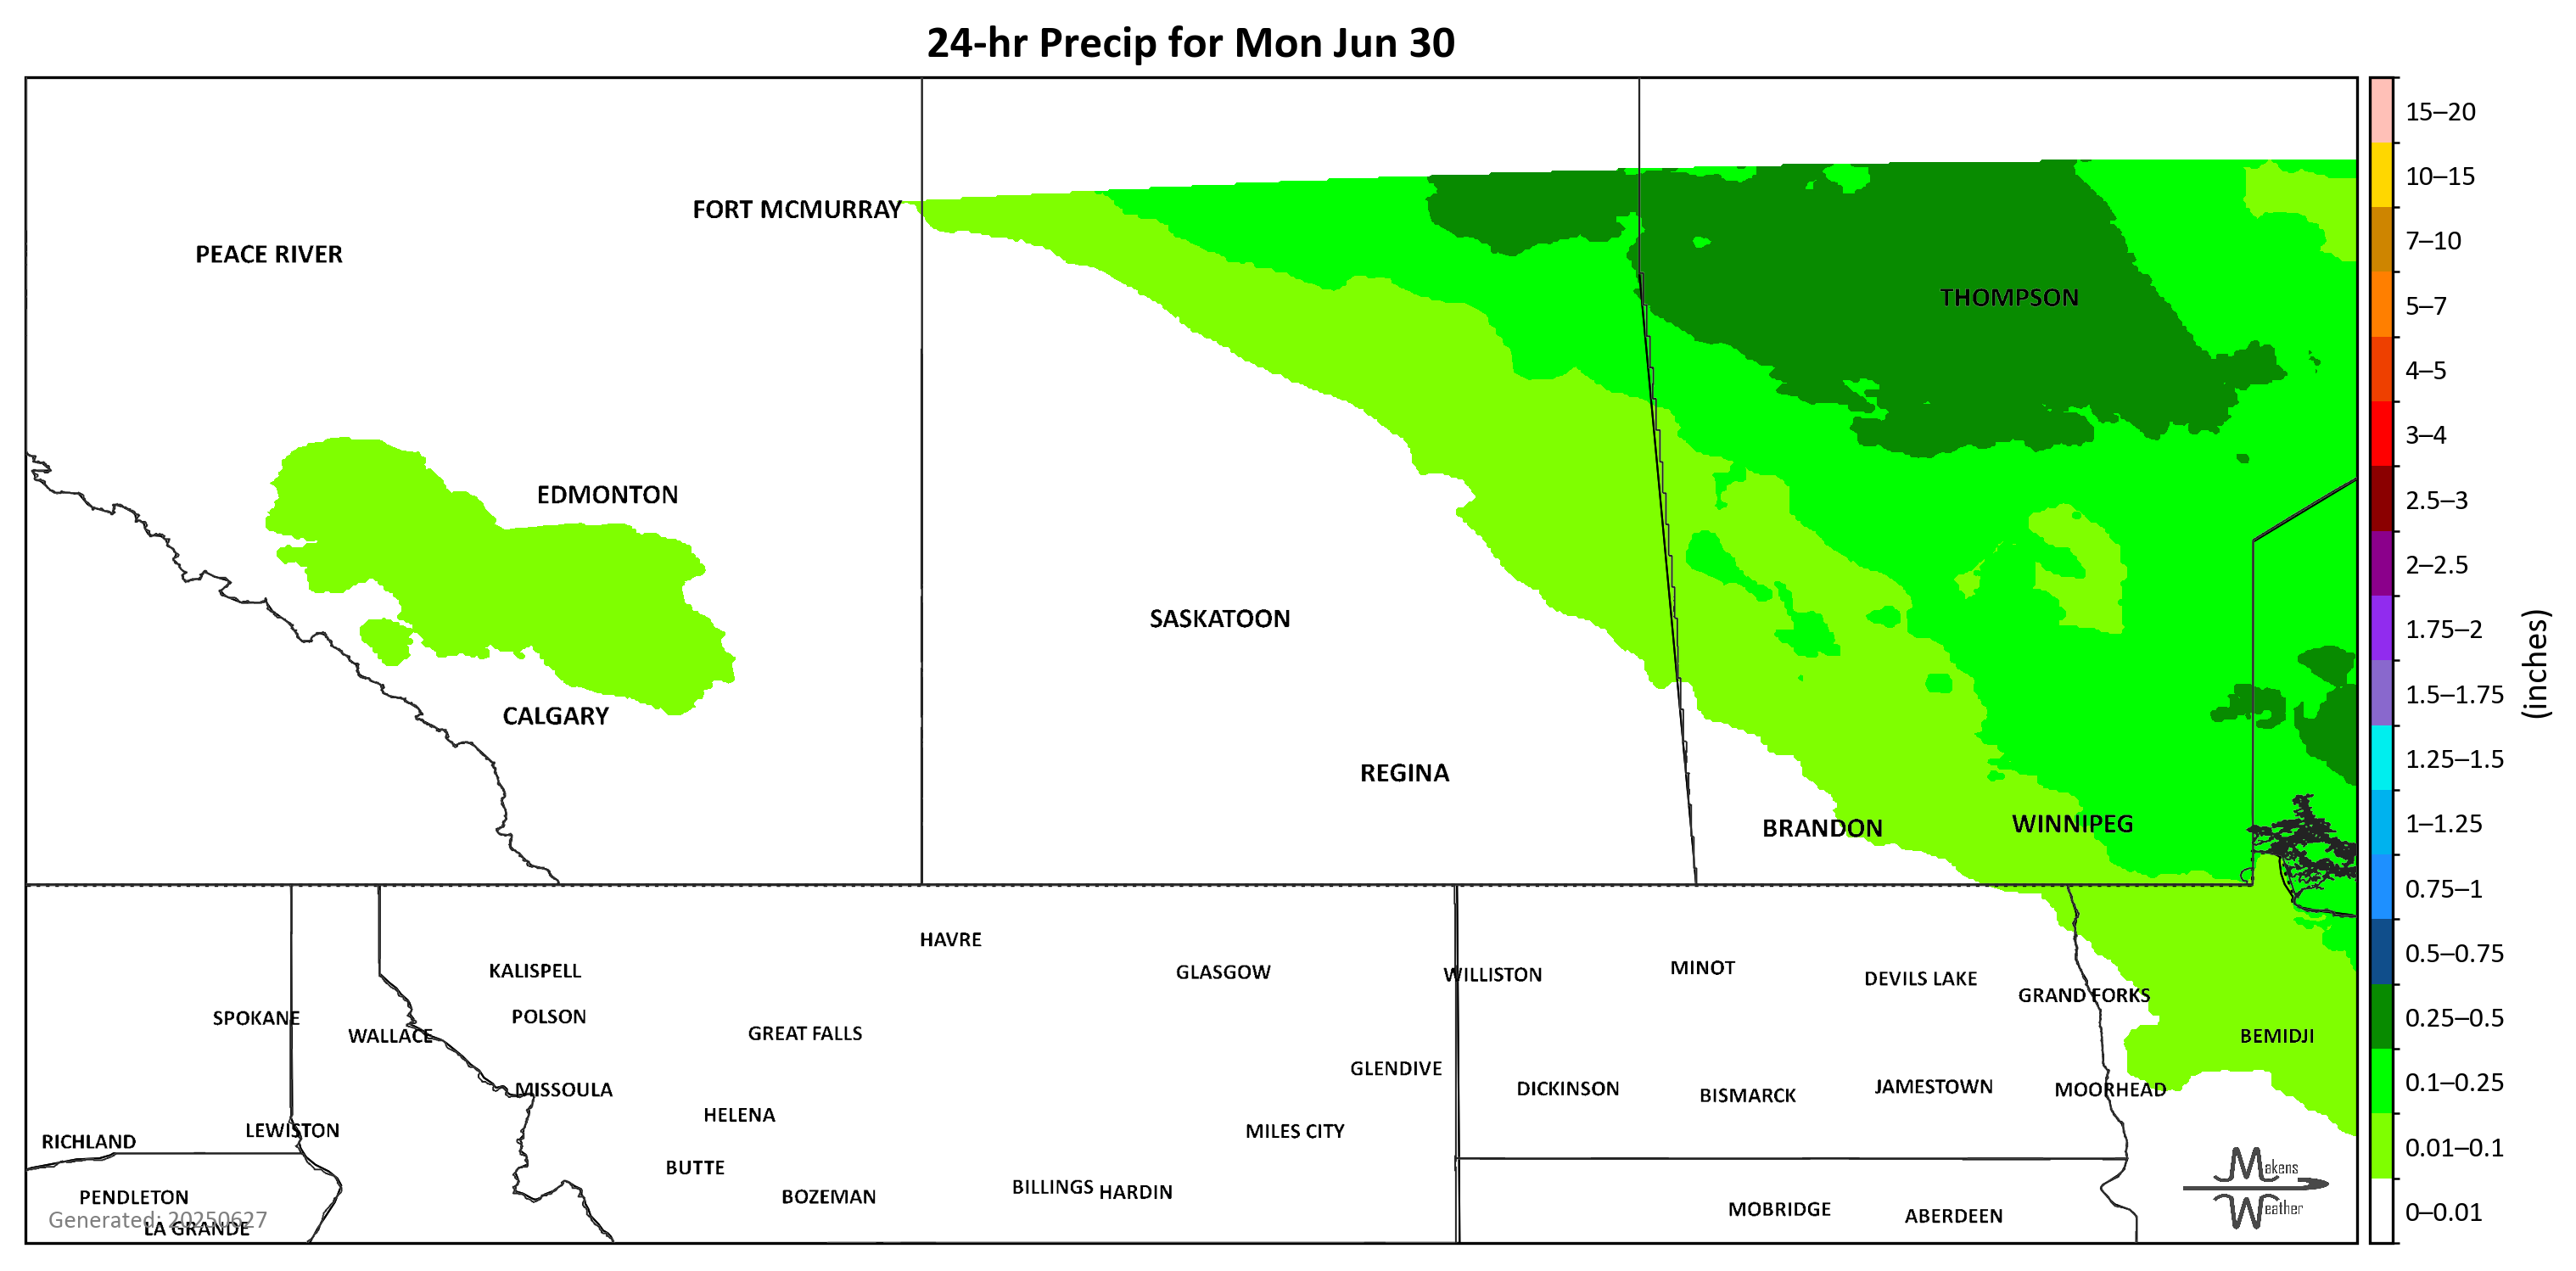 24-hr Precip for Mon Jun 30
FORT MCMURRAY
PEACE RIVER
THOMPSON
EDMONTON
SASKATOON
CALGARY
REGINA
BRANDON
WINNIPEG
HAVRE
KALISPELL
GLASGOW
WILLISTON
MINOT
DEVILS LAKE
GRAND FORKS
SPOKANE
WALLACE
POLSON
GREAT FALLS
BEMIDJI
GLENDIVE
MISSOULA
DICKINSON
BISMARCK
JAMESTOWN
MOORHEAD
HELENA
RICHLAND
LEWISTON
MILES CITY
BUTTE
PENDLETON
BOZEMAN
BILLINGS
HARDIN
MOBRIDGE
ABERDEEN
Generated: 20250627
LA GRANDE
Makens
Weather
15–20
10–15
7–10
5–7
4–5
3–4
2.5–3
2–2.5
1.75–2
1.5–1.75
1.25–1.5
1–1.25
0.75–1
0.5–0.75
0.25–0.5
0.1–0.25
0.01–0.1
0–0.01
(inches)